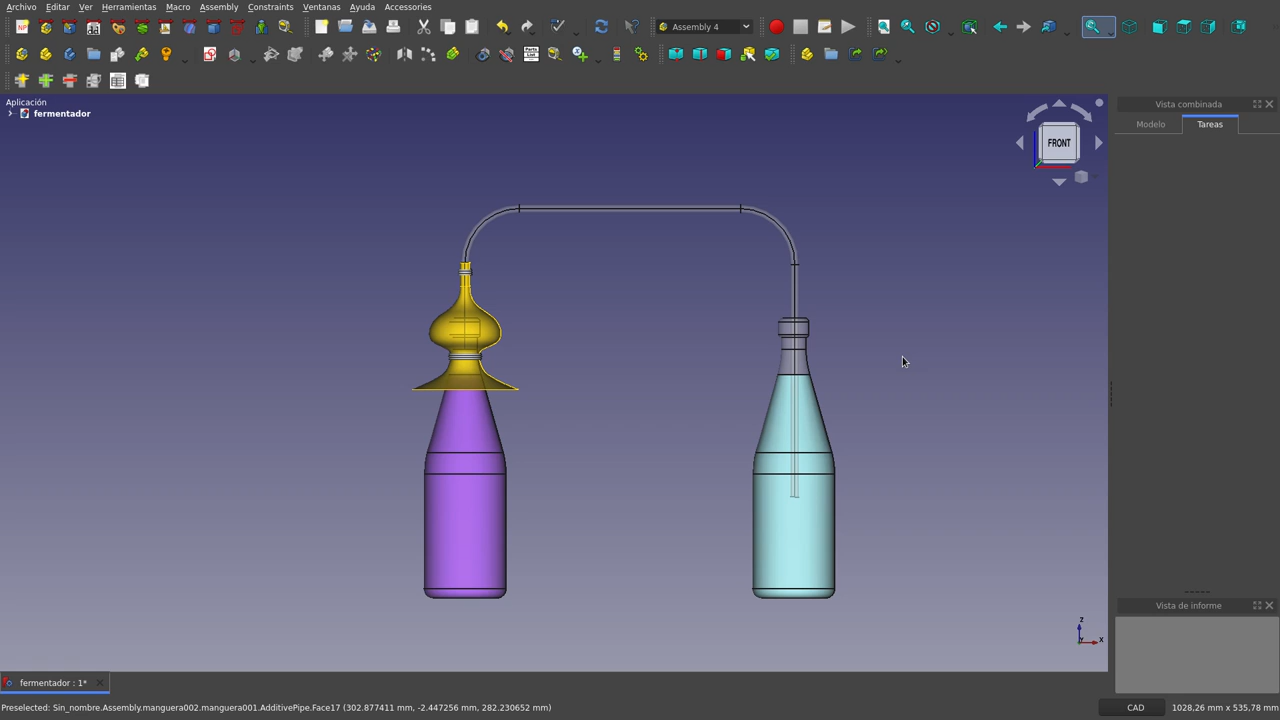 Archivo Editar Ver Herramientas Macro Assembly Constraints Ventanas Ayuda Accesorios
Assembly 4
Aplicación
fermentador
FRONT
Vista combinada
Modelo Tareas
Vista de informe
Z
X
fermentador : 1*
Preselected: Sin_nombre.Assembly.manguera002.manguera001.AdditivePipe.Face17 (302.877411 mm, -2.447256 mm, 282.230652 mm)
CAD
1028,26 mm x 535,78 mm